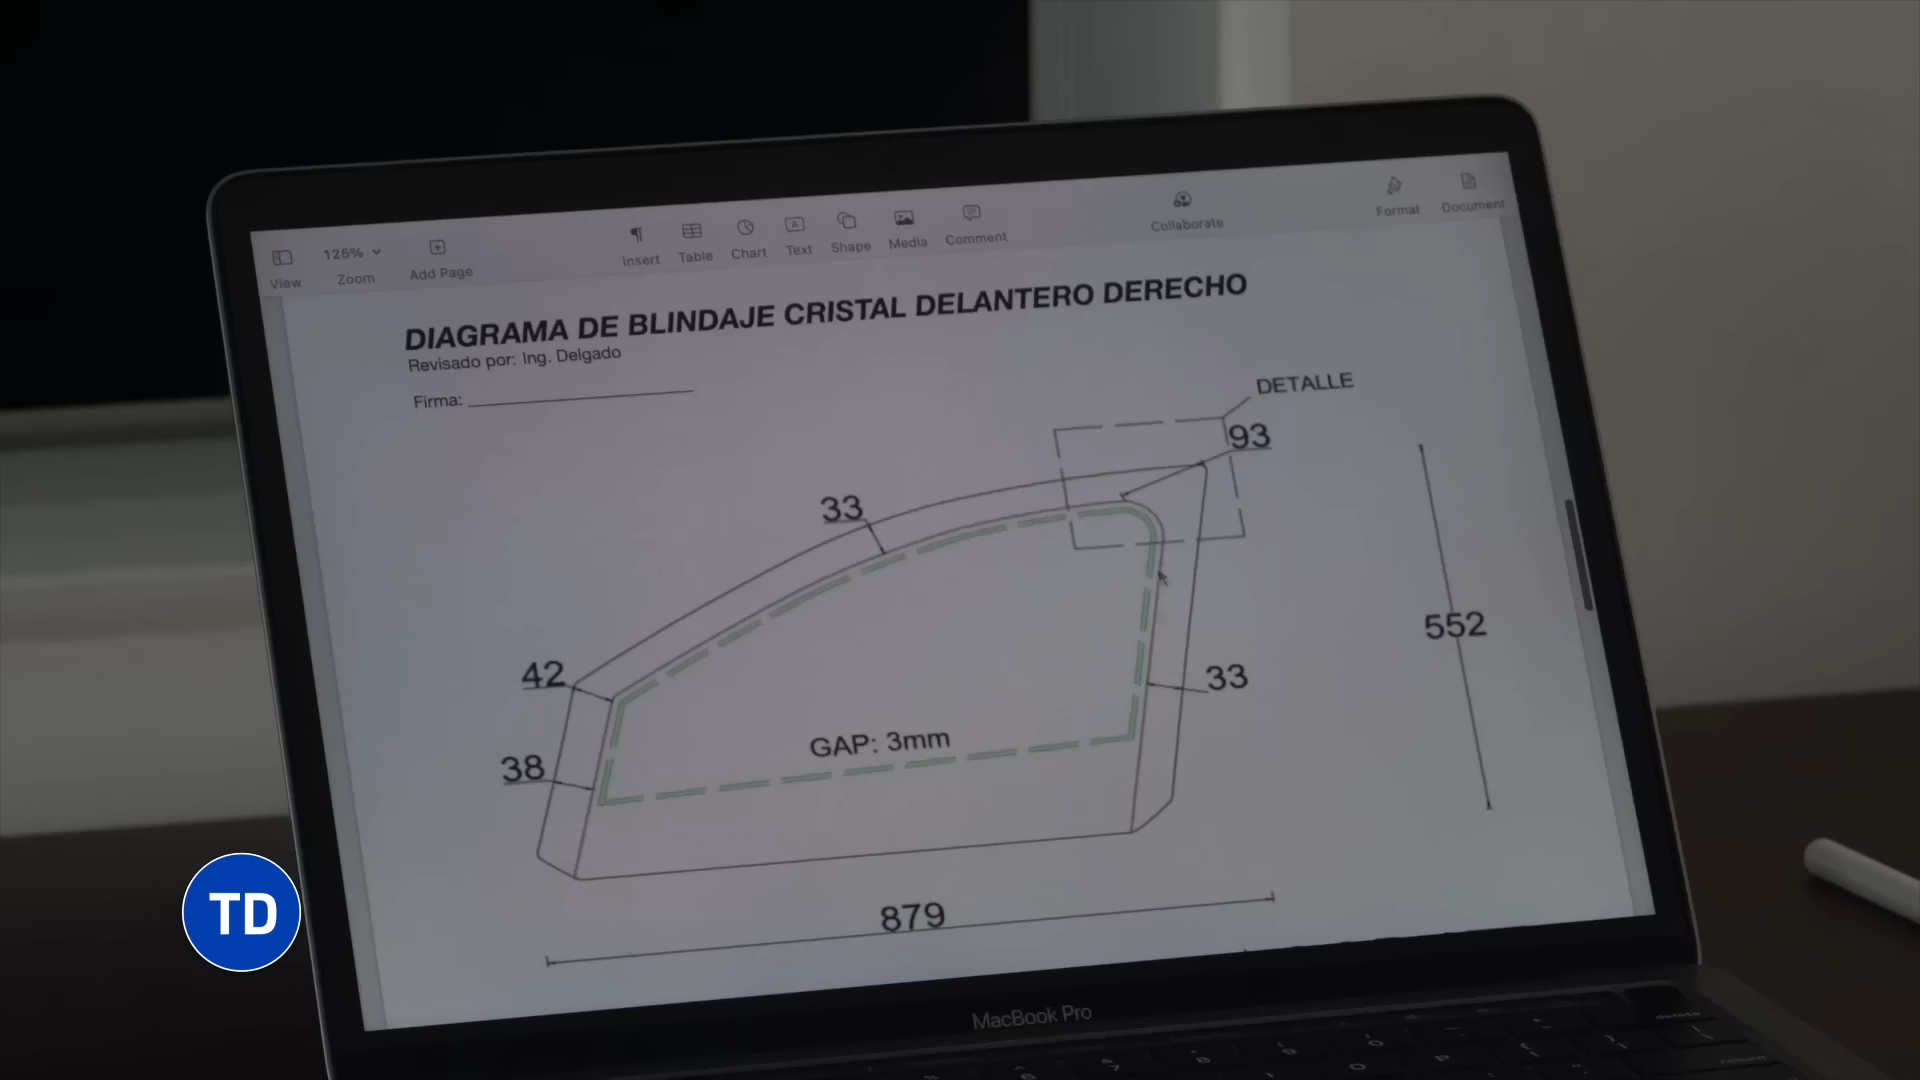 View
125%
Zoom
Add Page
Insert
Table
Chart
Text
Shape
Media
Comment
Collaborate
Format
Document
DIAGRAMA DE BLINDAJE CRISTAL DELANTERO DERECHO
Revisado por: Ing. Delgado
Firma:
DETALLE
93
33
42
552
33
GAP: 3mm
38
879
TD
MacBook Pro